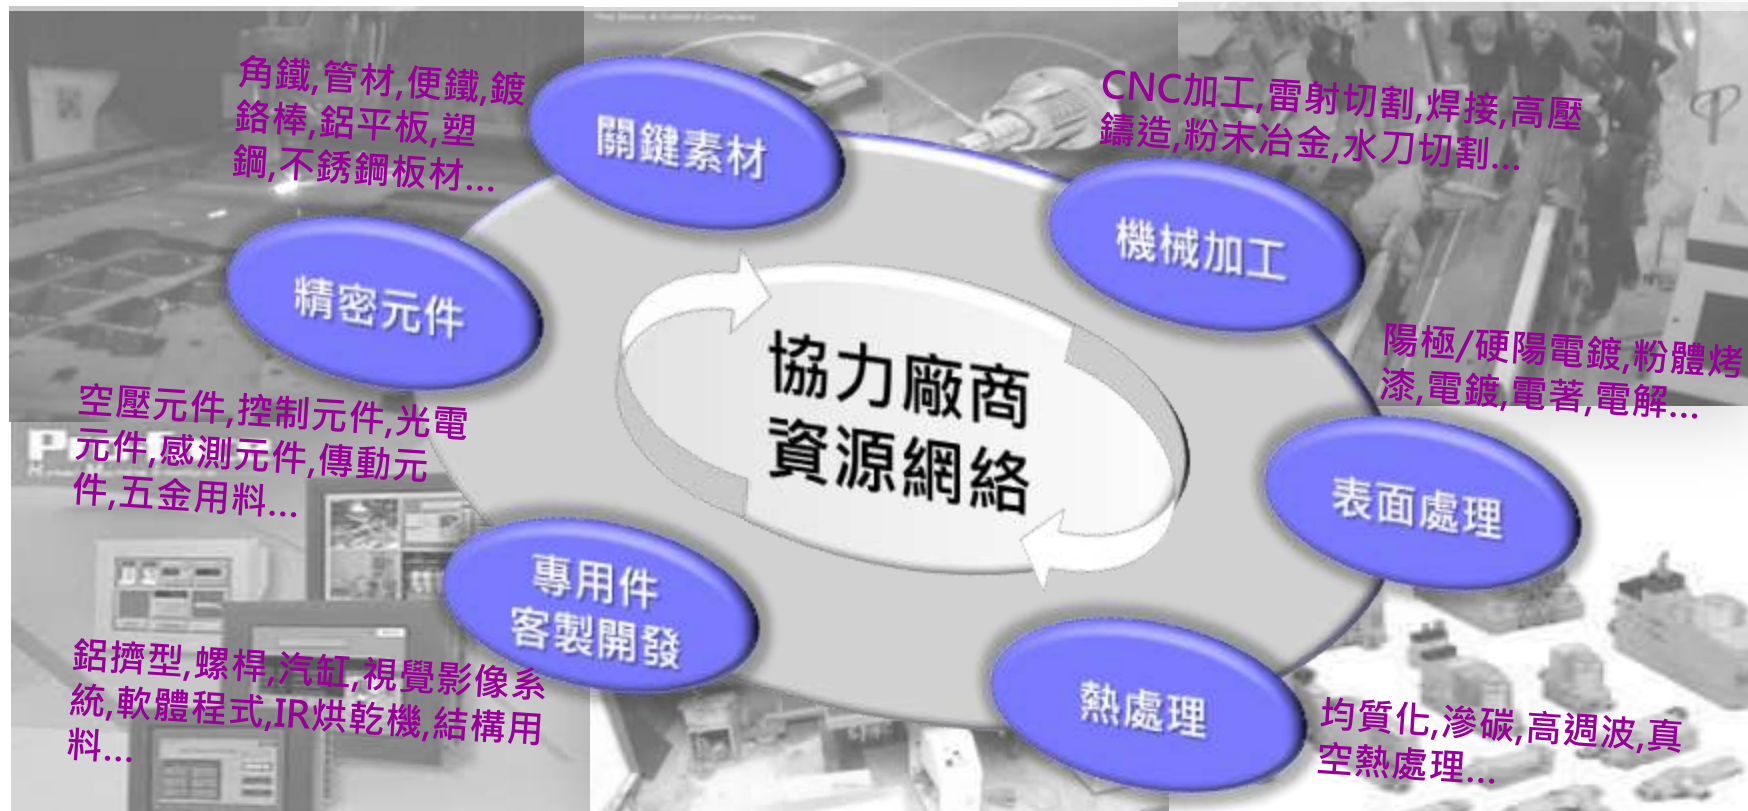 角鐵,管材,便鐵,鍍
鉻棒,鋁平板,塑
鋼,不銹鋼板材...
關鍵素材
CNC加工,雷射切割,焊接,高壓
鑄造,粉末冶金,水刀切割...
機械加工
精密元件
空壓元件,控制元件,光電
元件,感測元件,傳動元
件,五金用料...
協力廠商
資源網絡
陽極/硬陽電鍍,粉體烤
漆,電鍍,電著,電解...
表面處理
專用件
客製開發
鋁擠型,螺桿,汽缸,視覺影像系
統,軟體程式,IR烘乾機,結構用
料...
熱處理
均質化,滲碳,高週波,真
空熱處理...